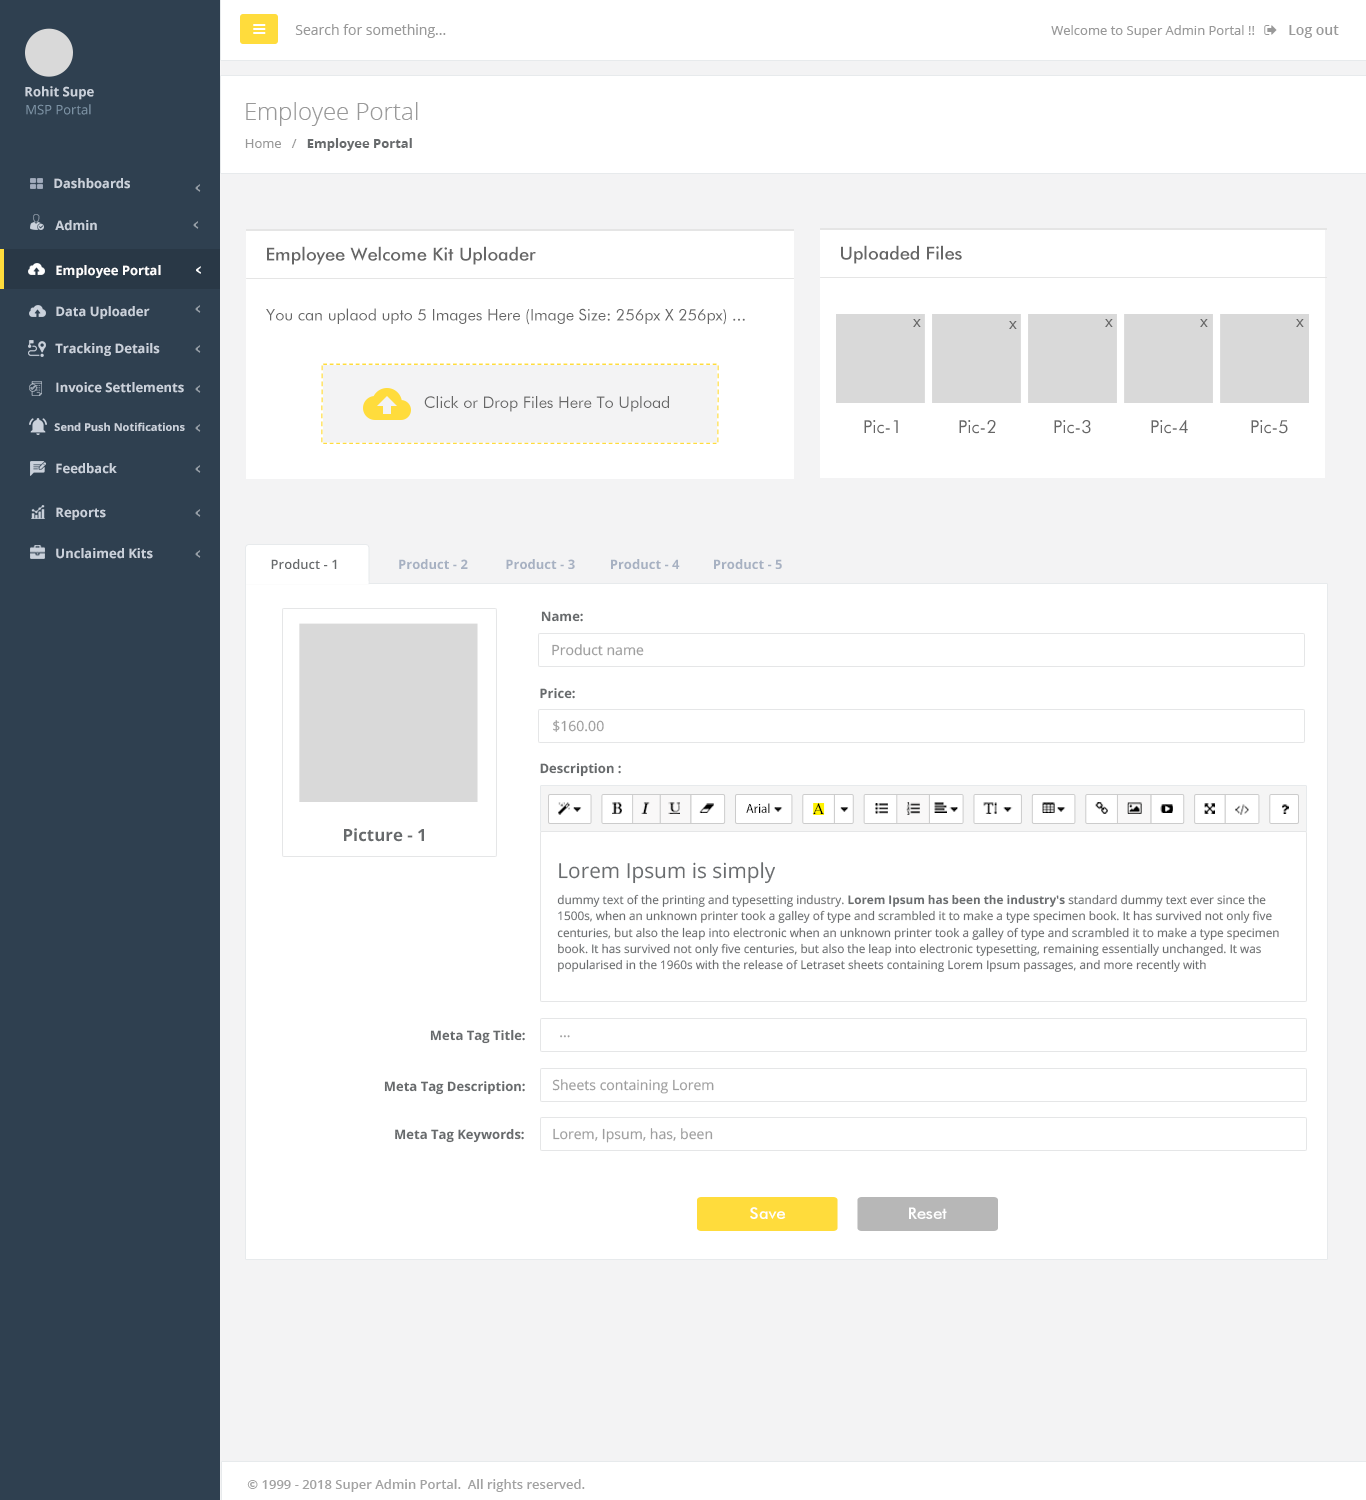 Search for something...
Welcome to Super Admin Portal !!
Log out
Rohit Supe
MSP Portal
Dashboards
Admin
Employee Portal
Data Uploader
Tracking Details
Invoice Settlements
Send Push Notifications
Feedback
Reports
Unclaimed Kits
Employee Portal
Home / Employee Portal
Employee Welcome Kit Uploader
You can uplaod upto 5 Images Here (Image Size: 256px X 256px) ...
Click or Drop Files Here To Upload
Uploaded Files
x x x x x
Pic-1 Pic-2 Pic-3 Pic-4 Pic-5
Product - 1 Product - 2 Product - 3 Product - 4 Product - 5
Picture - 1
Name:
Product name
Price:
$160.00
Description :
B I U Arial A T </> ?
Lorem Ipsum is simply
dummy text of the printing and typesetting industry. Lorem Ipsum has been the industry's standard dummy text ever since the
1500s, when an unknown printer took a galley of type and scrambled it to make a type specimen book. It has survived not only five
centuries, but also the leap into electronic when an unknown printer took a galley of type and scrambled it to make a type specimen
book. It has survived not only five centuries, but also the leap into electronic typesetting, remaining essentially unchanged. It was
popularised in the 1960s with the release of Letraset sheets containing Lorem Ipsum passages, and more recently with
Meta Tag Title:
...
Meta Tag Description:
Sheets containing Lorem
Meta Tag Keywords:
Lorem, Ipsum, has, been
Save
Reset
© 1999 - 2018 Super Admin Portal. All rights reserved.